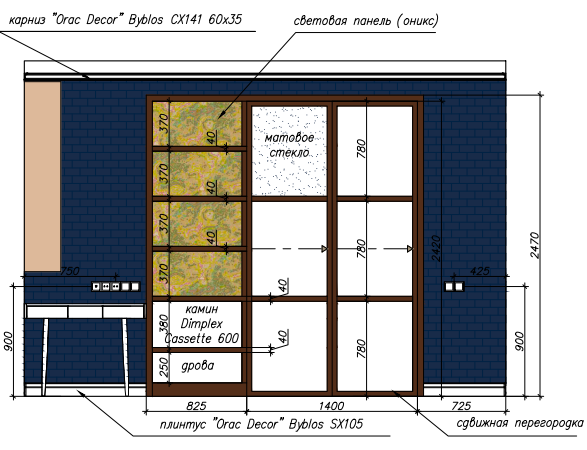 карниз "Orac Decor" Byblos CX141 60x35
световая панель (оникс)
370
40
матовое
стекло
780
370
40
370
40
780
2420
2470
750
370
425
40
камин
Dimplex
Cassette 600
380
40
900
780
900
дрова
250
825
1400
725
плинтус "Orac Decor" Byblos SX105
сдвижная перегородка